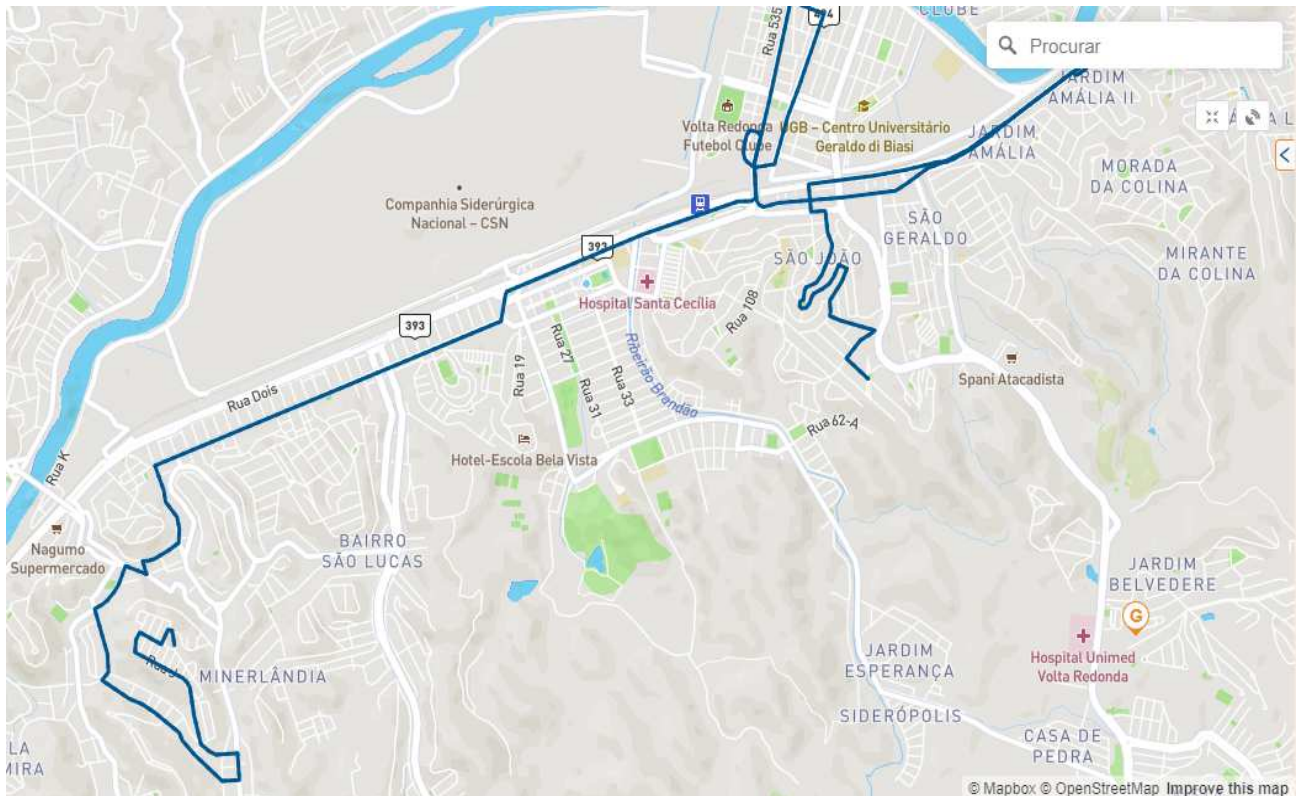 CLUBE
494
Rua 535
Procurar
JARDIM
AMÁLIA II
Volta Redonda
Futebol Clube
UGB – Centro Universitário
Geraldo di Biasi
JARDIM
AMÁLIA
MORADA
DA COLINA
Companhia Siderúrgica
Nacional – CSN
SÃO
GERALDO
393
SÃO JOÃO
MIRANTE
DA COLINA
Hospital Santa Cecília
Rua 108
393
Rua 19
Rua 27
Rua 31
Rua 33
Ribeirão Brandão
Spani Atacadista
Rua Dois
Rua 62-A
Rua K
Hotel-Escola Bela Vista
Nagumo
Supermercado
BAIRRO
SÃO LUCAS
JARDIM
BELVEDERE
G
Hospital Unimed
Volta Redonda
Rua J
MINERLÂNDIA
JARDIM
ESPERANÇA
SIDERÓPOLIS
CASA DE
PEDRA
LA
MIRA
© Mapbox © OpenStreetMap Improve this map